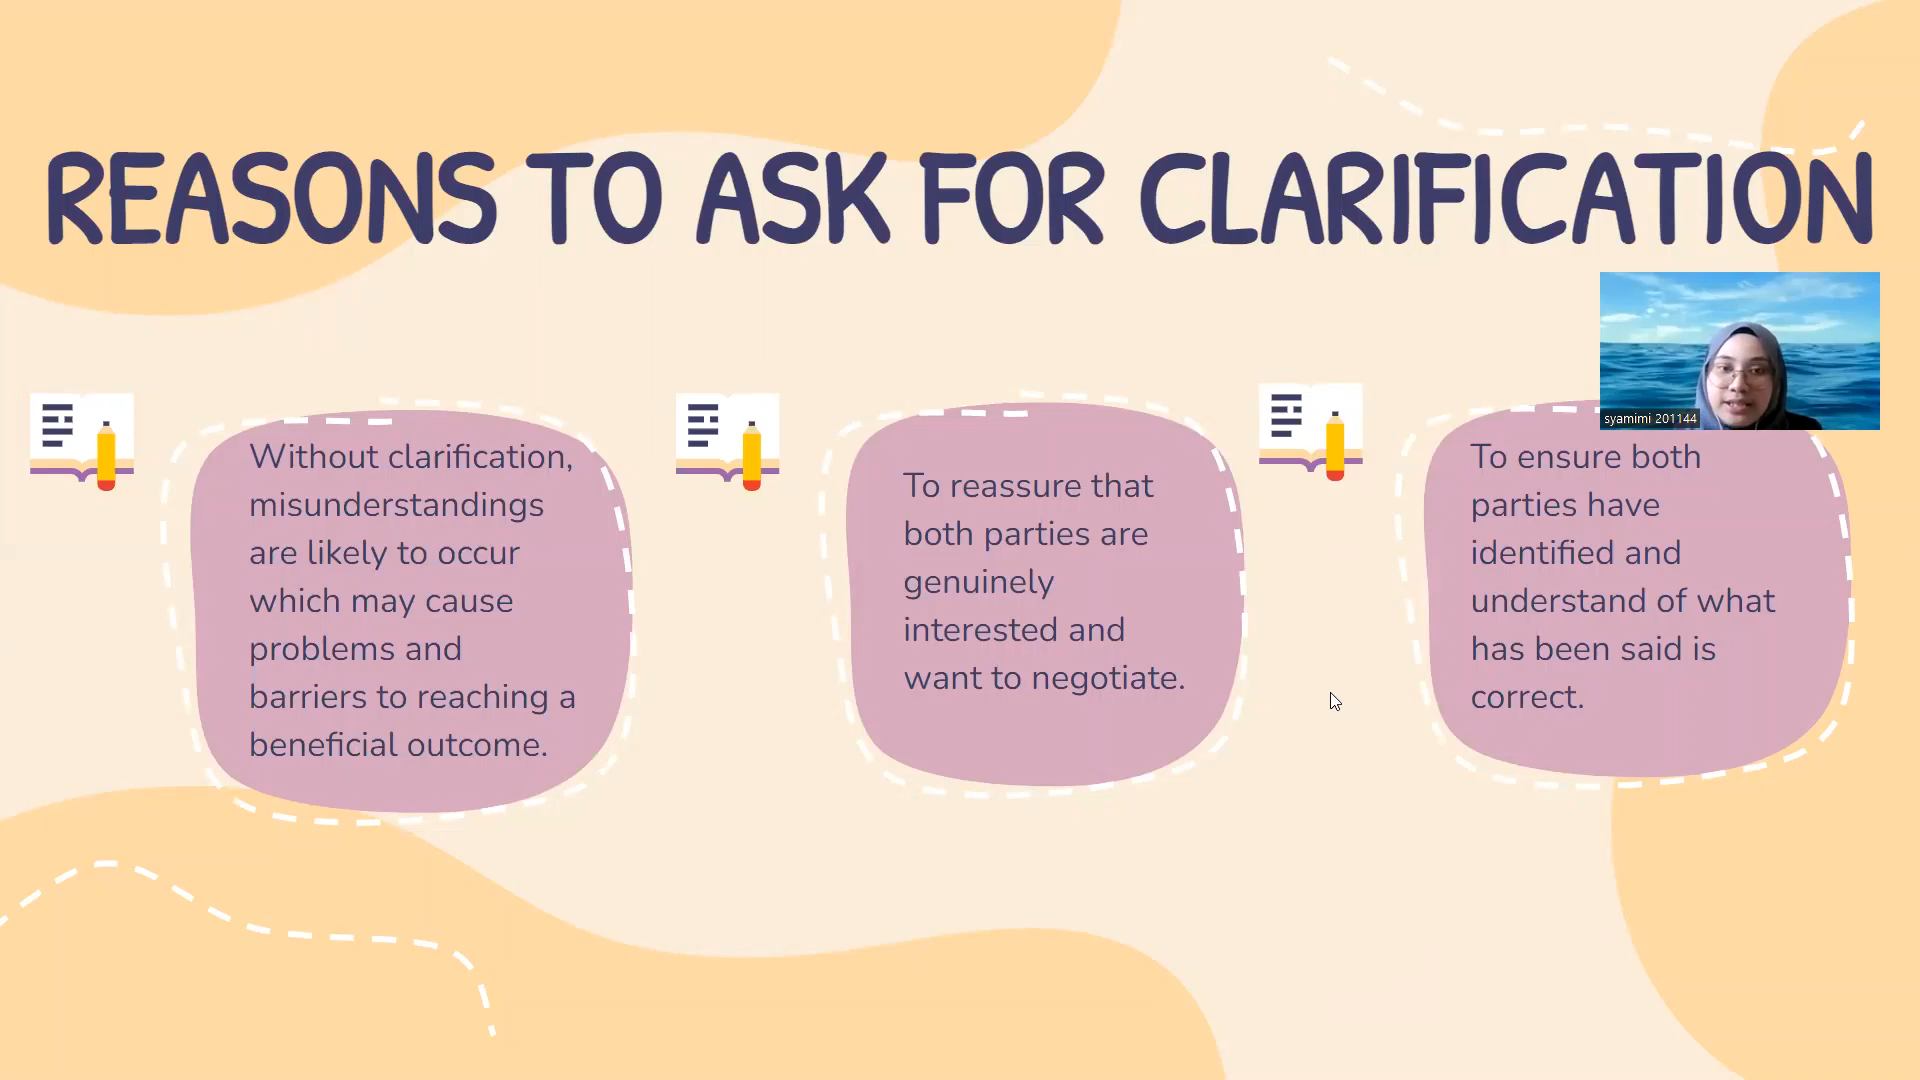 REASONS TO ASK FOR CLARIFICATION
Without clarification,
misunderstandings
are likely to occur
which may cause
problems and
barriers to reaching a
beneficial outcome.
To reassure that
both parties are
genuinely
interested and
want to negotiate.
syamimi 201144
To ensure both
parties have
identified and
understand of what
has been said is
correct.